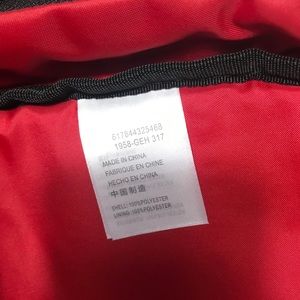 617644325468
1958-GEH 317
MADE IN CHINA
FABRIQUE EN CHINE
HECHO EN CHINA
中国制造
SHELL: 100%POLYESTER
LINING: 100%POLYESTER